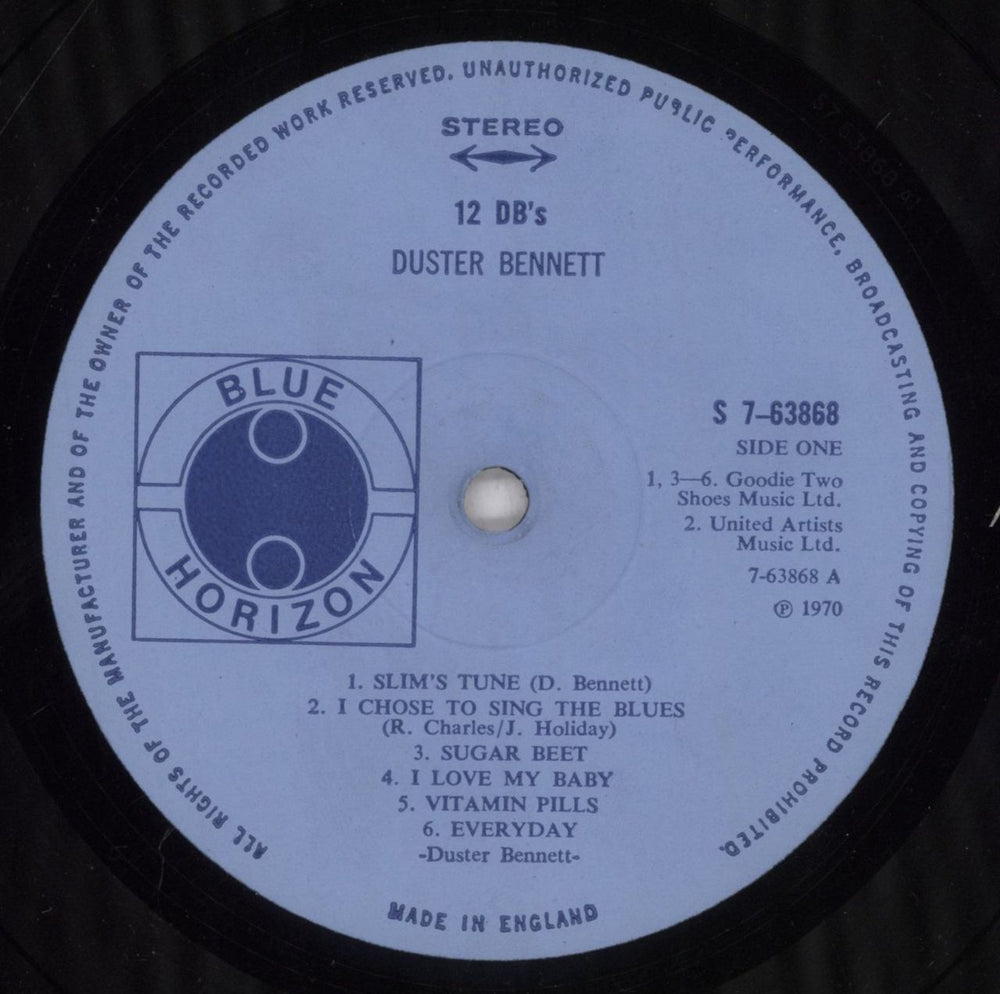 ALL RIGHTS OF THE MANUFACTURER AND OF THE OWNER OF THE RECORDED WORK RESERVED. UNAUTHORIZED PUBLIC PERFORMANCE, BROADCASTING AND COPYING OF THIS RECORD PROHIBITED.
STEREO
12 DB's
DUSTER BENNETT
BLUE
HORIZON
S 7-63868
SIDE ONE
1, 3—6. Goodie Two
Shoes Music Ltd.
2. United Artists
Music Ltd.
7-63868 A
℗ 1970
1. SLIM'S TUNE (D. Bennett)
2. I CHOSE TO SING THE BLUES
(R. Charles/J. Holiday)
3. SUGAR BEET
4. I LOVE MY BABY
5. VITAMIN PILLS
6. EVERYDAY
-Duster Bennett-
MADE IN ENGLAND